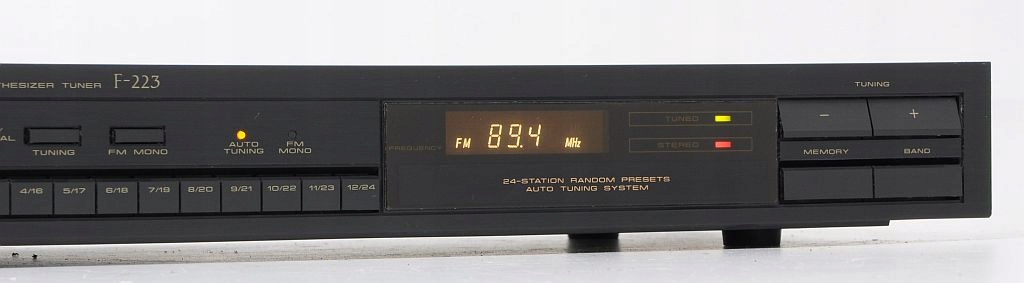 THESIZER TUNER F-223
AL
TUNING
FM MONO
AUTO
TUNING
FM
MONO
4/16 5/17 6/18 7/19 8/20 9/21 10/22 11/23 12/24
FREQUENCY
FM 89.4 MHz
TUNED
STEREO
24-STATION RANDOM PRESETS
AUTO TUNING SYSTEM
TUNING
− +
MEMORY BAND